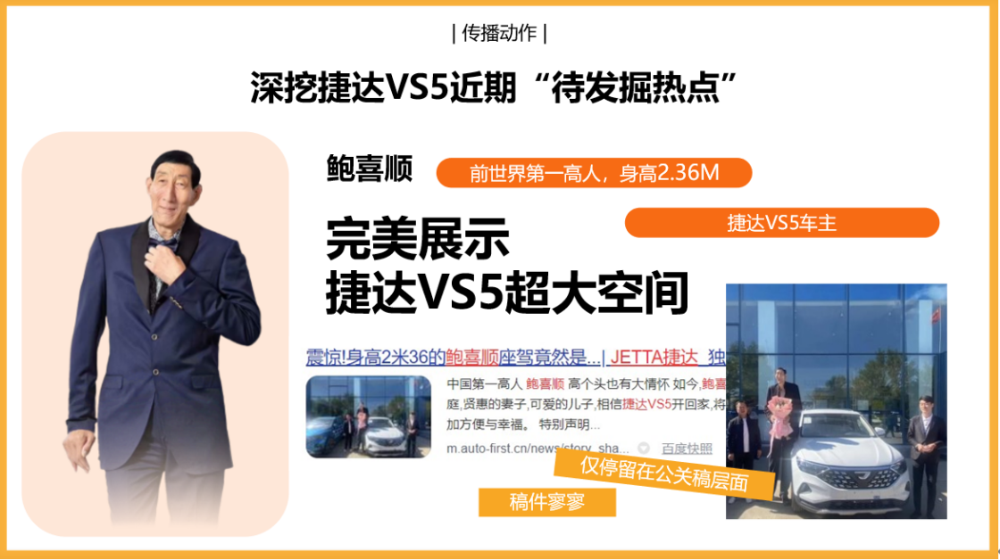 | 传播动作 |
深挖捷达VS5近期“待发掘热点”
鲍喜顺
前世界第一高人，身高2.36M
捷达VS5车主
完美展示
捷达VS5超大空间
震惊!身高2米36的鲍喜顺座驾竟然是...| JETTA捷达 独
中国第一高人 鲍喜顺 高个头也有大情怀 如今,鲍喜
庭,贤惠的妻子,可爱的儿子,相信捷达VS5开回家,将
加方便与幸福。 特别声明...
m.auto-first.cn/news/story_sha... 百度快照
仅停留在公关稿层面
稿件寥寥